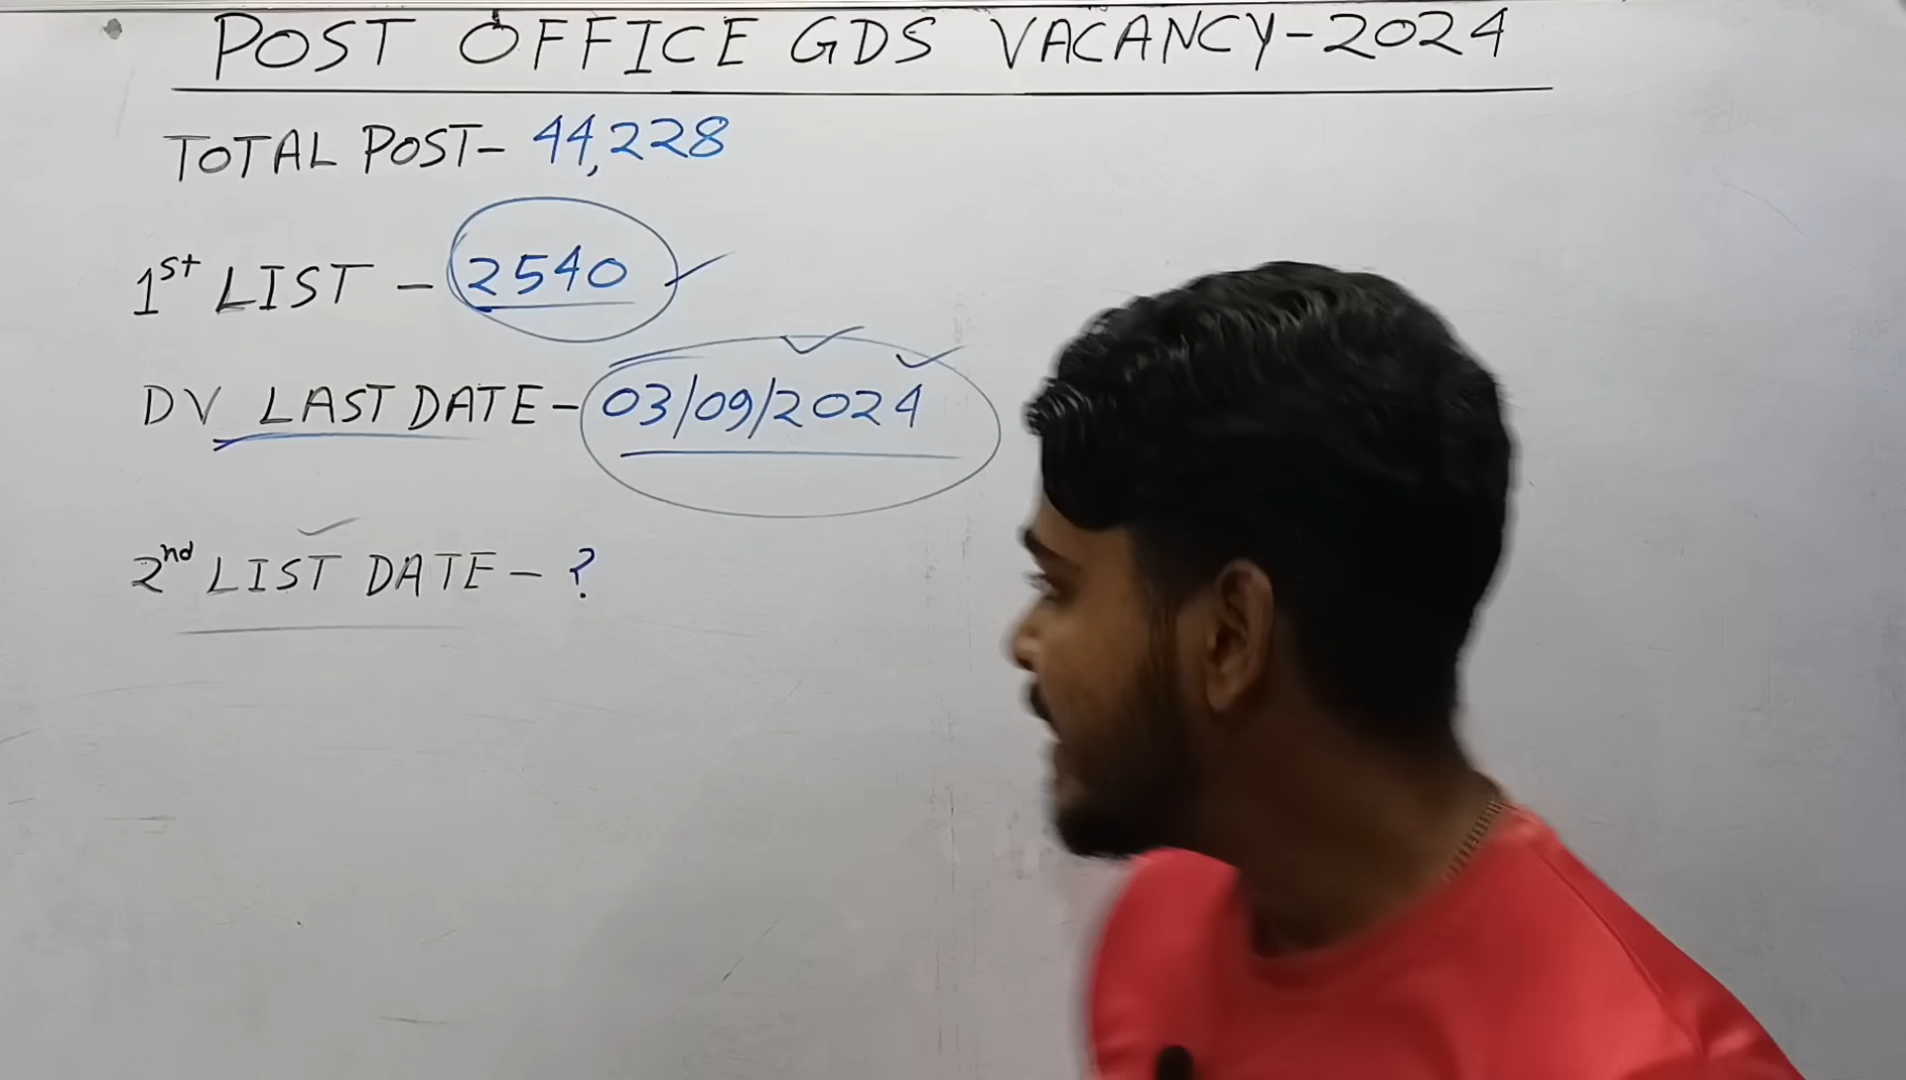 POST OFFICE GDS VACANCY-2024
TOTAL POST- 44,228
1st LIST - 2540
DV LAST DATE- 03/09/2024
2nd LIST DATE- ?